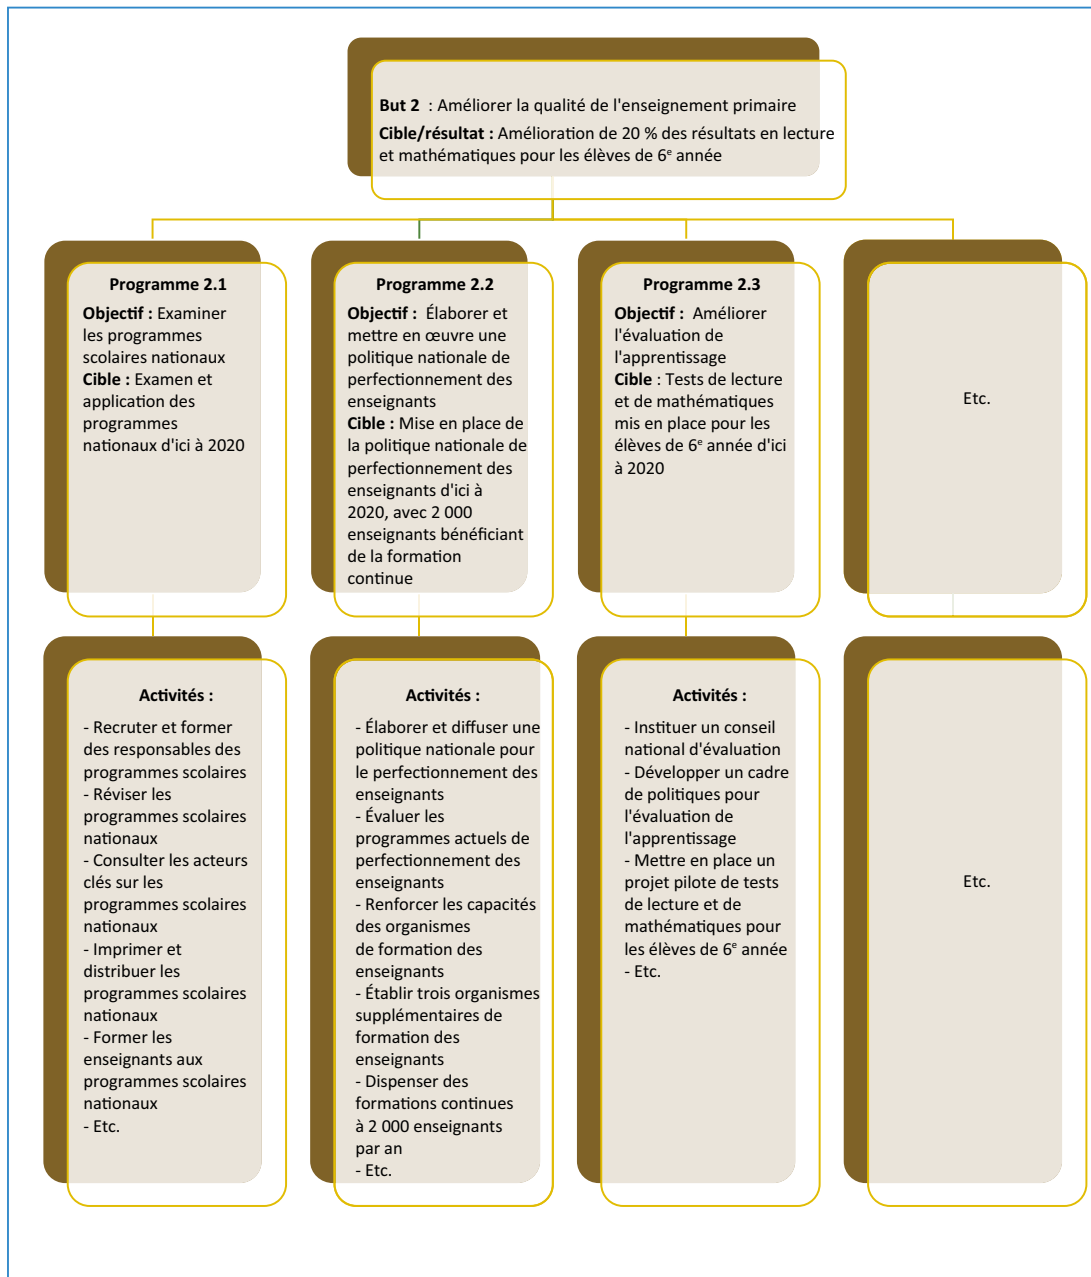 But 2 : Améliorer la qualité de l'enseignement primaire
Cible/résultat : Amélioration de 20 % des résultats en lecture
et mathématiques pour les élèves de 6e année
Programme 2.1
Objectif : Examiner
les programmes
scolaires nationaux
Cible : Examen et
application des
programmes
nationaux d'ici à 2020
Programme 2.2
Objectif : Élaborer et
mettre en œuvre une
politique nationale de
perfectionnement des
enseignants
Cible : Mise en place de
la politique nationale de
perfectionnement des
enseignants d'ici à
2020, avec 2 000
enseignants bénéficiant
de la formation
continue
Programme 2.3
Objectif : Améliorer
l'évaluation de
l'apprentissage
Cible : Tests de lecture
et de mathématiques
mis en place pour les
élèves de 6e année d'ici
à 2020
Etc.
Activités :
- Recruter et former
des responsables des
programmes scolaires
- Réviser les
programmes scolaires
nationaux
- Consulter les acteurs
clés sur les
programmes scolaires
nationaux
- Imprimer et
distribuer les
programmes scolaires
nationaux
- Former les
enseignants aux
programmes scolaires
nationaux
- Etc.
Activités :
- Élaborer et diffuser une
politique nationale pour
le perfectionnement des
enseignants
- Évaluer les
programmes actuels de
perfectionnement des
enseignants
- Renforcer les capacités
des organismes
de formation des
enseignants
- Établir trois organismes
supplémentaires de
formation des
enseignants
- Dispenser des
formations continues
à 2 000 enseignants
par an
- Etc.
Activités :
- Instituer un conseil
national d'évaluation
- Développer un cadre
de politiques pour
l'évaluation de
l'apprentissage
- Mettre en place un
projet pilote de tests
de lecture et de
mathématiques pour
les élèves de 6e année
- Etc.
Etc.